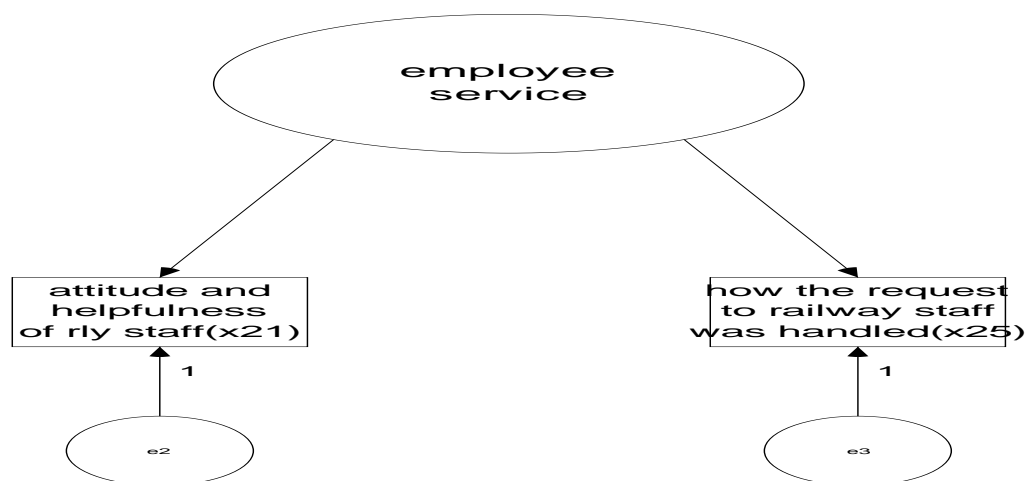 employee
service
attitude and
helpfulness
of rly staff(x21)
how the request
to railway staff
was handled(x25)
1
1
e2
e3